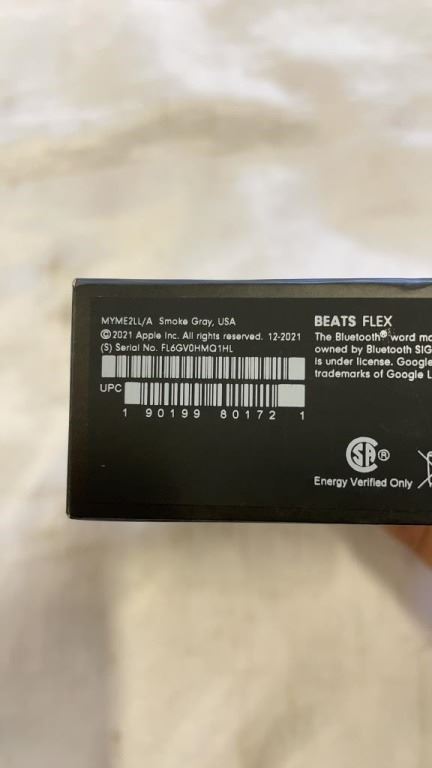 MYME2LL/A Smoke Gray, USA
©2021 Apple Inc. All rights reserved. 12-2021
(S) Serial No. FL6GV0HMQ1HL
UPC
1 90199 80172 1
BEATS FLEX
The Bluetooth® word
owned by Bluetooth SIG
is under license. Google
trademarks of Google
SA®
Energy Verified Only